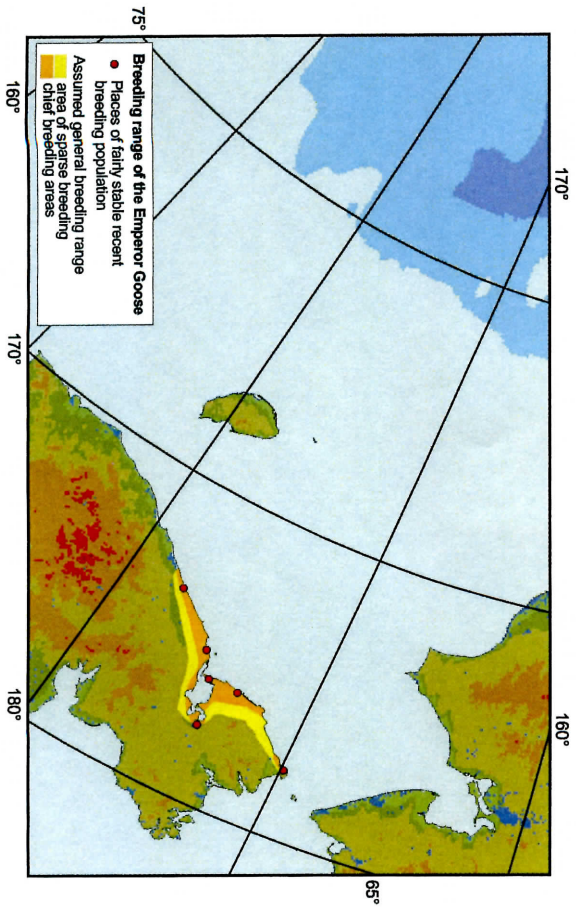 75°
170°
160°
Breeding range of the Emperor Goose
Places of fairly stable recent
breeding population
Assumed general breeding range
area of sparse breeding
chief breeding areas
170°
160°
180°
65°